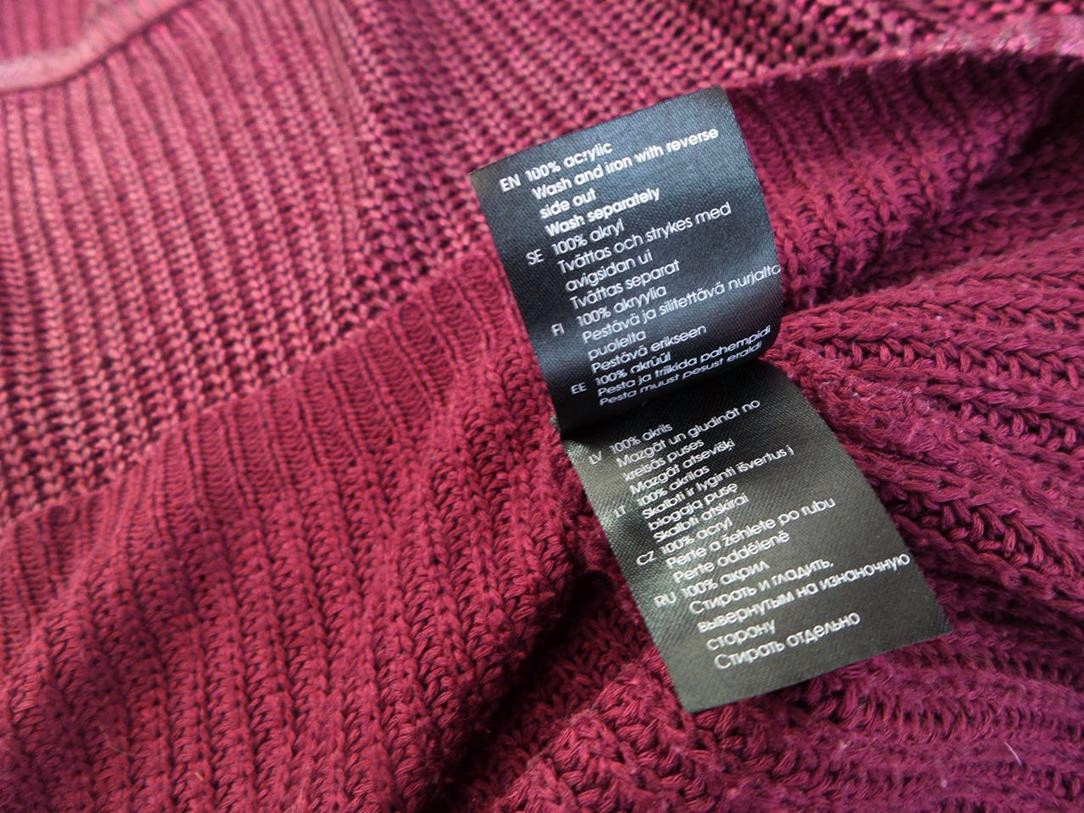 EN 100% acrylic
Wash and iron with reverse
side out
Wash separately
SE 100% akryl
Tvättas och strykes med
avigsidan ut
Tvättas separat
FI 100% akryylia
Pestävä ja silitettävä nurjalta
puolelta
Pestävä erikseen
EE 100% akrüül
Pesta ja triikida pahempidi
Pesta muust pesust eraldi
LV 100% akrils
Mazgāt un gludināt no
kreisās puses
Mazgāt atsevišķi
LT 100% akrilas
Skalbti ir lyginti išvertus į
blogąją pusę
Skalbti atskirai
CZ 100% acryl
Perte a žehlete po rubu
Perte oddělené
RU 100% акрил
Стирать и гладить,
вывернутым на изнаночную
сторону
Стирать отдельно